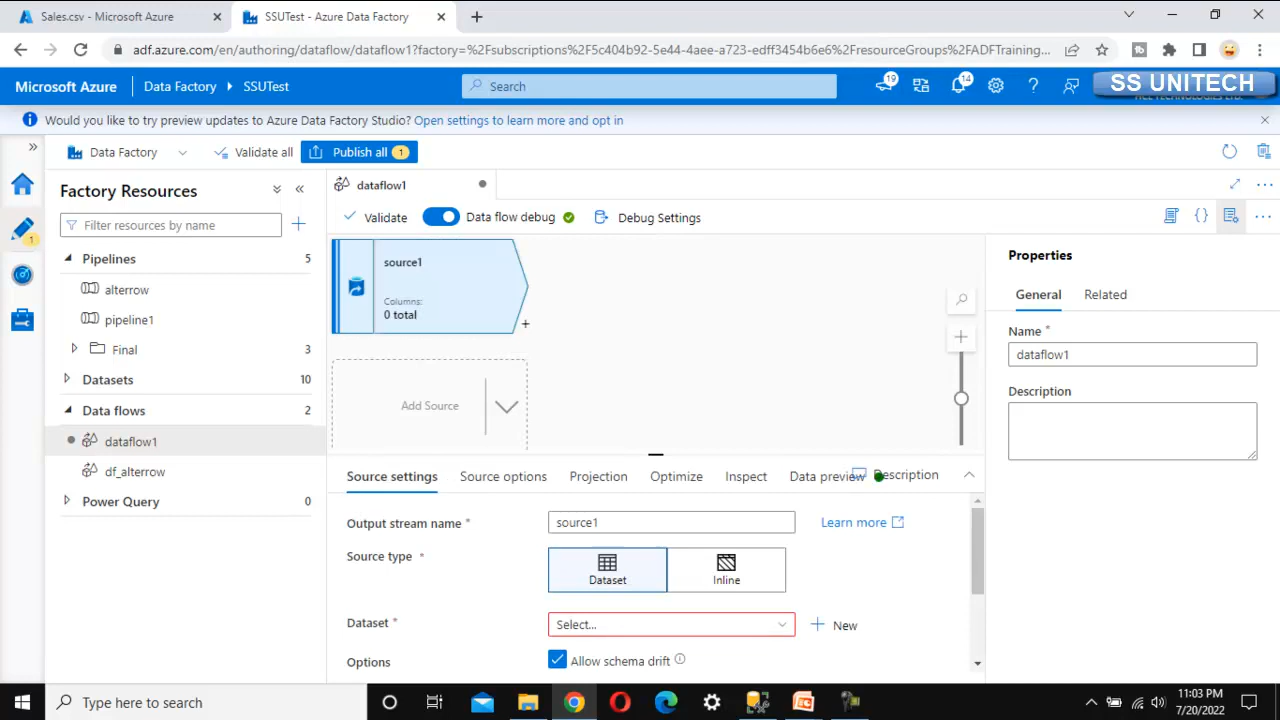 Sales.csv - Microsoft Azure
SSUTest - Azure Data Factory
adf.azure.com/en/authoring/dataflow/dataflow1?factory=%2Fsubscriptions%2F5c404b92-5e44-4aee-a723-edff3454b6e6%2FresourceGroups%2FADFTraining...
Microsoft Azure
Data Factory
SSUTest
Search
19
14
SS UNITECH
Would you like to try preview updates to Azure Data Factory Studio? Open settings to learn more and opt in
Data Factory
Validate all
Publish all 1
Factory Resources
Filter resources by name
Pipelines 5
alterrow
pipeline1
Final 3
Datasets 10
Data flows 2
dataflow1
df_alterrow
Power Query 0
1
dataflow1
Validate
Data flow debug
Debug Settings
source1
Columns:
0 total
Add Source
Properties
General
Related
Name *
dataflow1
Description
Source settings
Source options
Projection
Optimize
Inspect
Data preview
Description
Output stream name *
source1
Learn more
Source type *
Dataset
Inline
Dataset *
Select...
New
Options
Allow schema drift
Type here to search
11:03 PM
7/20/2022